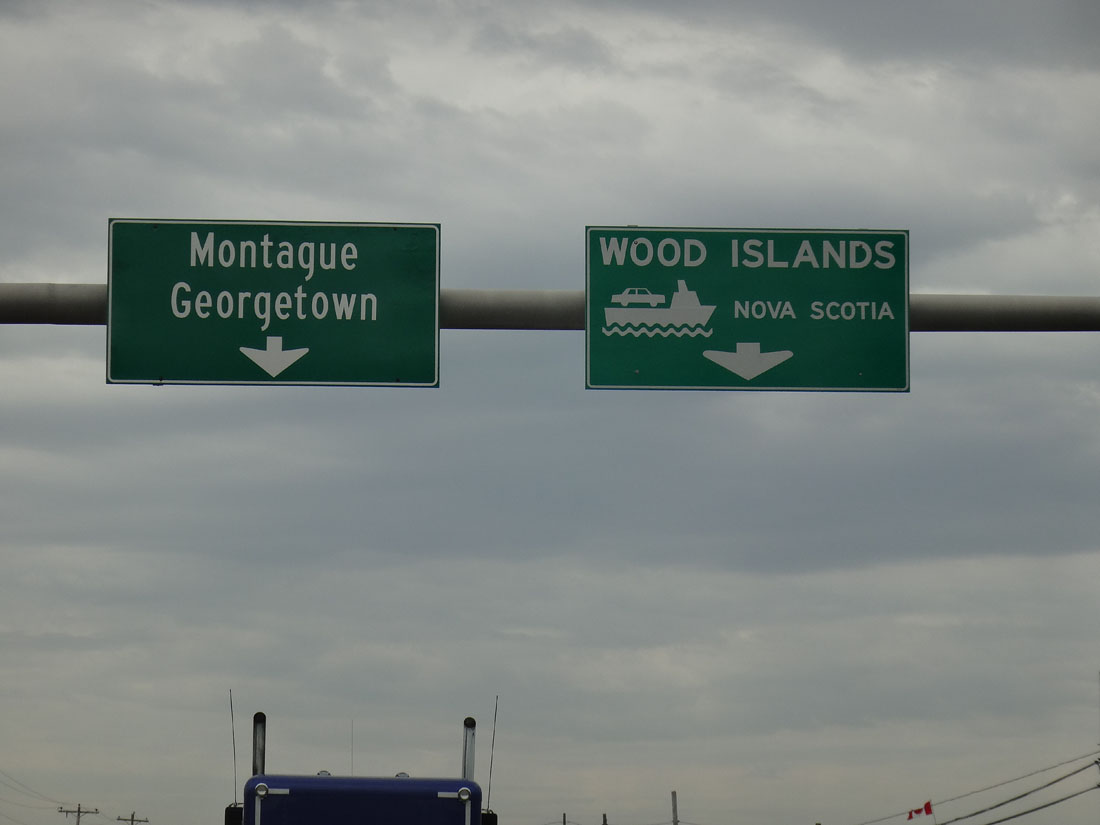 Montague
Georgetown
WOOD ISLANDS
NOVA SCOTIA